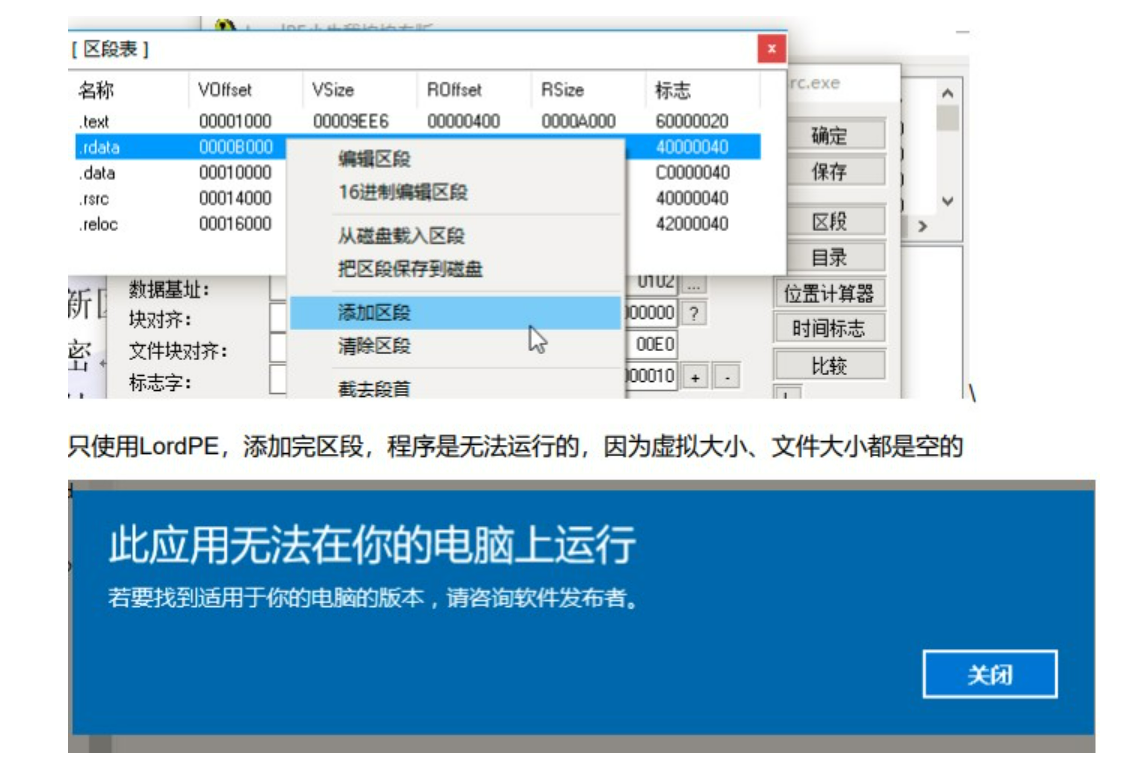 [ 区段表 ]
rc.exe
名称 VOffset VSize ROffset RSize 标志
.text 00001000 00009EE6 00000400 0000A000 60000020
.rdata 0000B000 40000040
.data 00010000 C0000040
.rsrc 00014000 40000040
.reloc 00016000 42000040
编辑区段
16进制编辑区段
从磁盘载入区段
把区段保存到磁盘
添加区段
清除区段
截去段首
确定
保存
区段
目录
位置计算器
时间标志
比较
新
密
数据基址: 0102 ...
块对齐: 00000 ?
文件块对齐: 00E0
标志字: 00010 + -
\
只使用LordPE，添加完区段，程序是无法运行的，因为虚拟大小、文件大小都是空的
此应用无法在你的电脑上运行
若要找到适用于你的电脑的版本，请咨询软件发布者。
关闭